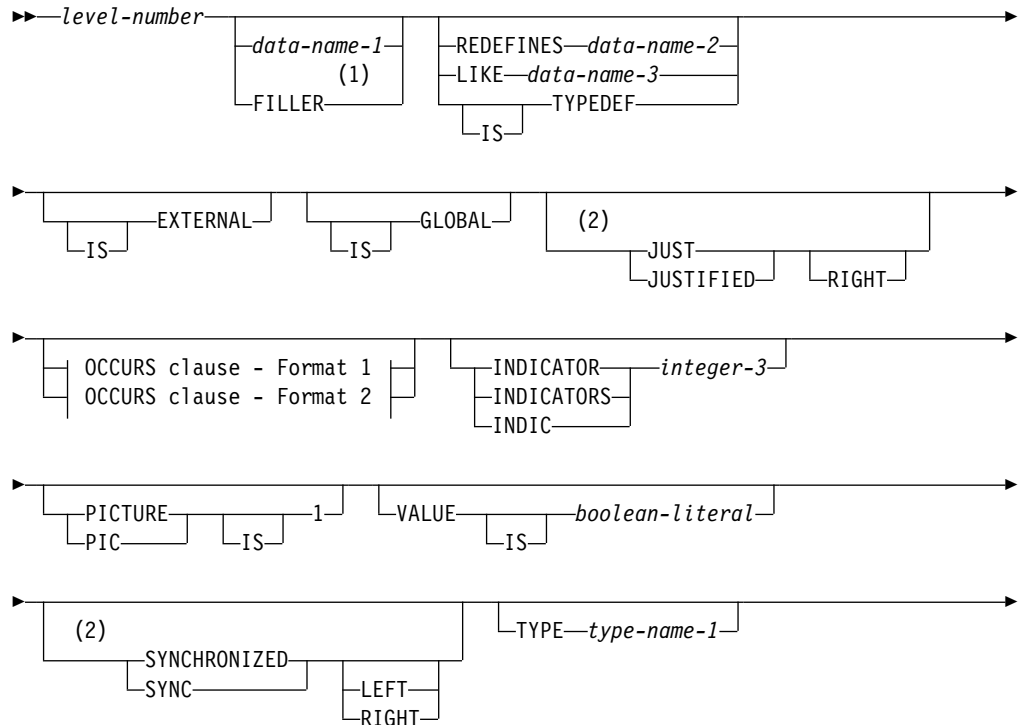 level-number
data-name-1 REDEFINES data-name-2
(1) LIKE data-name-3
FILLER TYPEDEF
IS
EXTERNAL GLOBAL (2)
IS IS JUST
JUSTIFIED RIGHT
OCCURS clause - Format 1 INDICATOR integer-3
OCCURS clause - Format 2 INDICATORS
INDIC
PICTURE 1 VALUE boolean-literal
PIC IS IS
(2) TYPE type-name-1
SYNCHRONIZED
SYNC LEFT
RIGHT